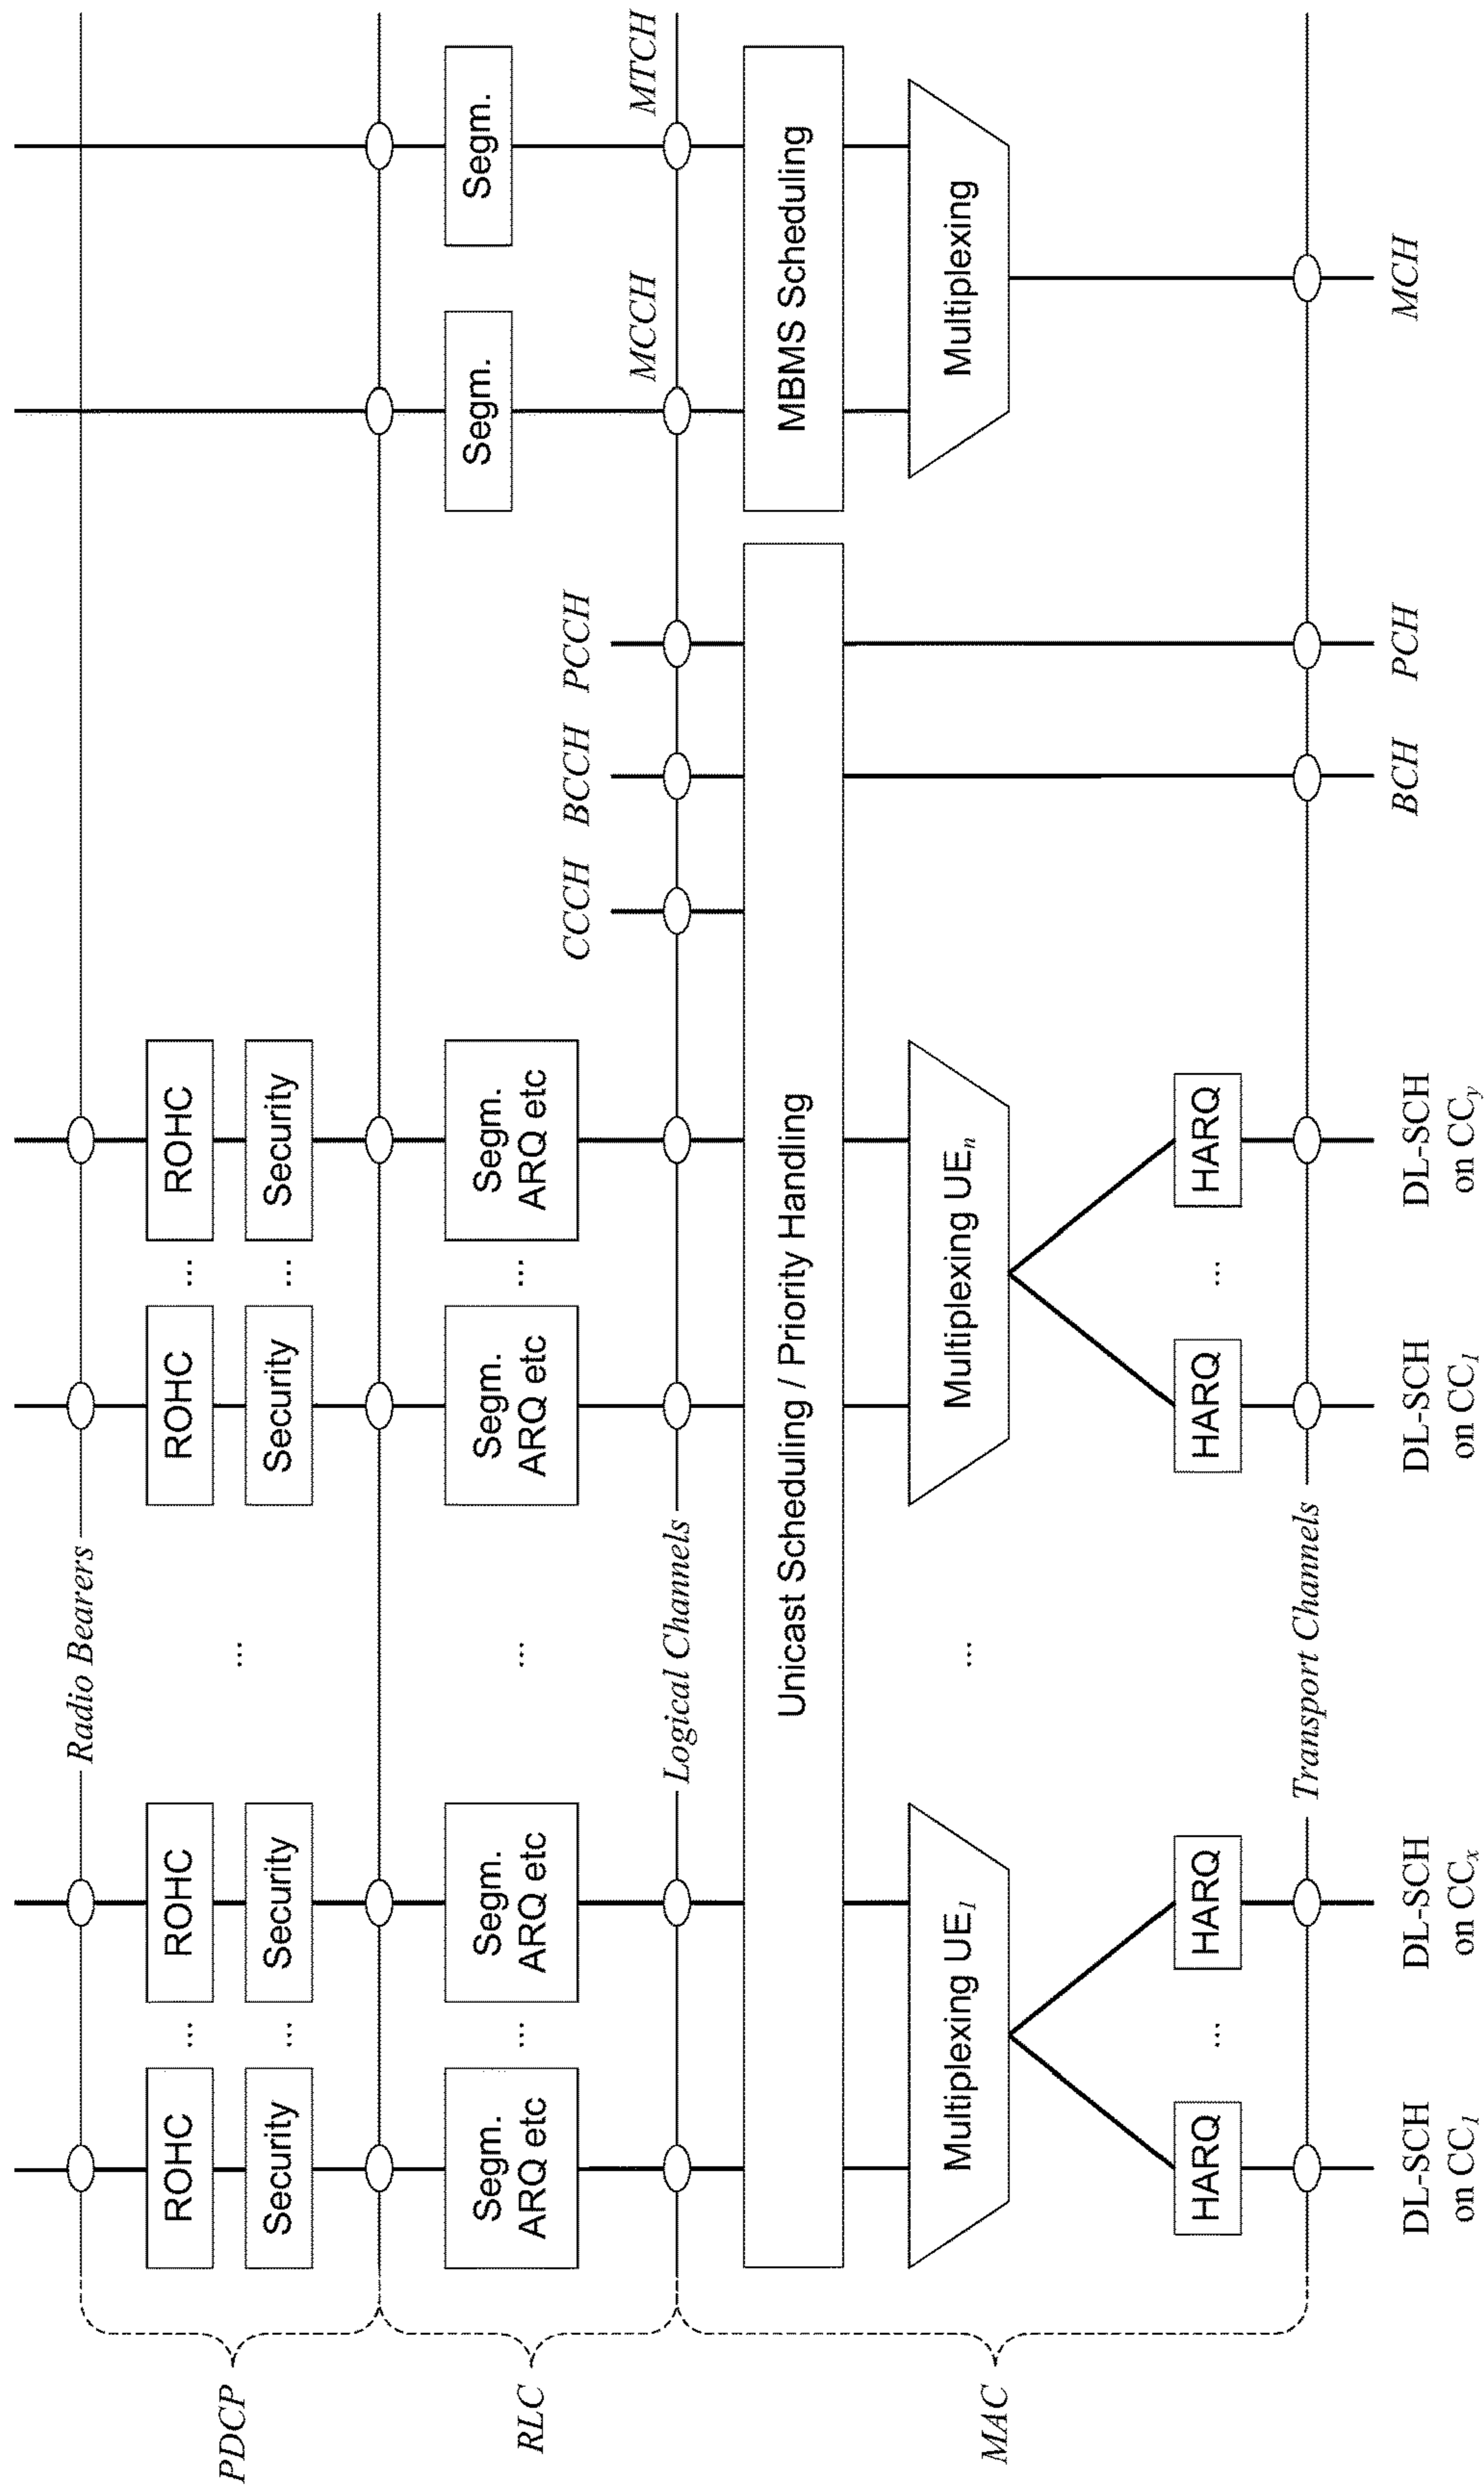 Radio Bearers
PDCP
ROHC
...
ROHC
ROHC
...
ROHC
...
Security
...
Security
Security
...
Security
RLC
Segm.
ARQ etc
...
Segm.
ARQ etc
...
Segm.
ARQ etc
...
Segm.
ARQ etc
Segm.
Segm.
CCCH
BCCH
PCCH
MCCH
MTCH
Logical Channels
MAC
Unicast Scheduling / Priority Handling
MBMS Scheduling
Multiplexing UE1
...
Multiplexing UEn
Multiplexing
HARQ
...
HARQ
HARQ
...
HARQ
Transport Channels
DL-SCH
on CC1
DL-SCH
on CCx
DL-SCH
on CC1
DL-SCH
on CCy
BCH
PCH
MCH